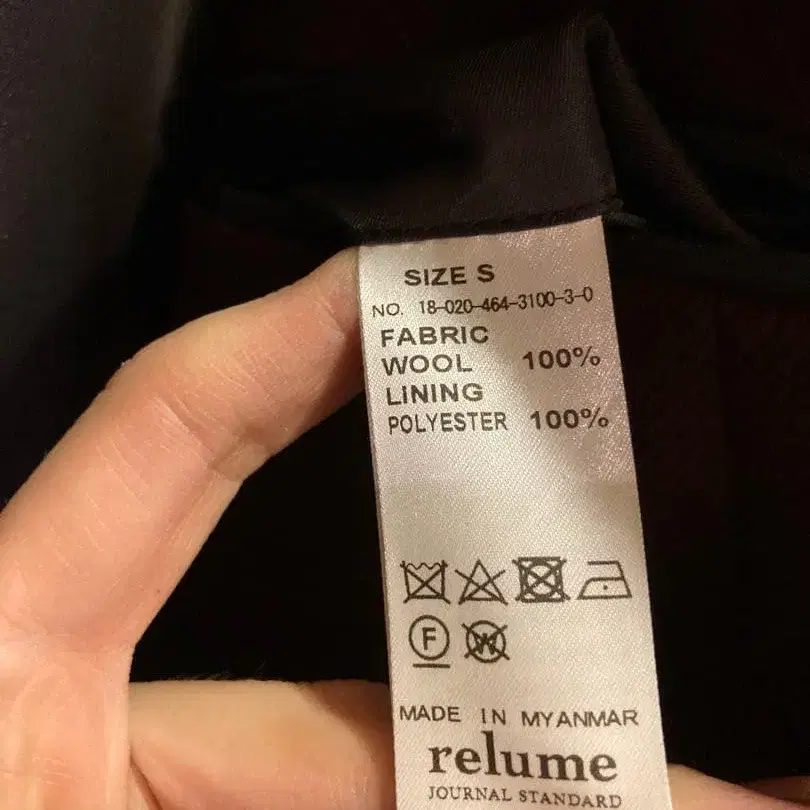 SIZE S
NO. 18-020-464-3100-3-0
FABRIC
WOOL 100%
LINING
POLYESTER 100%
F W
MADE IN MYANMAR
relume
JOURNAL STANDARD